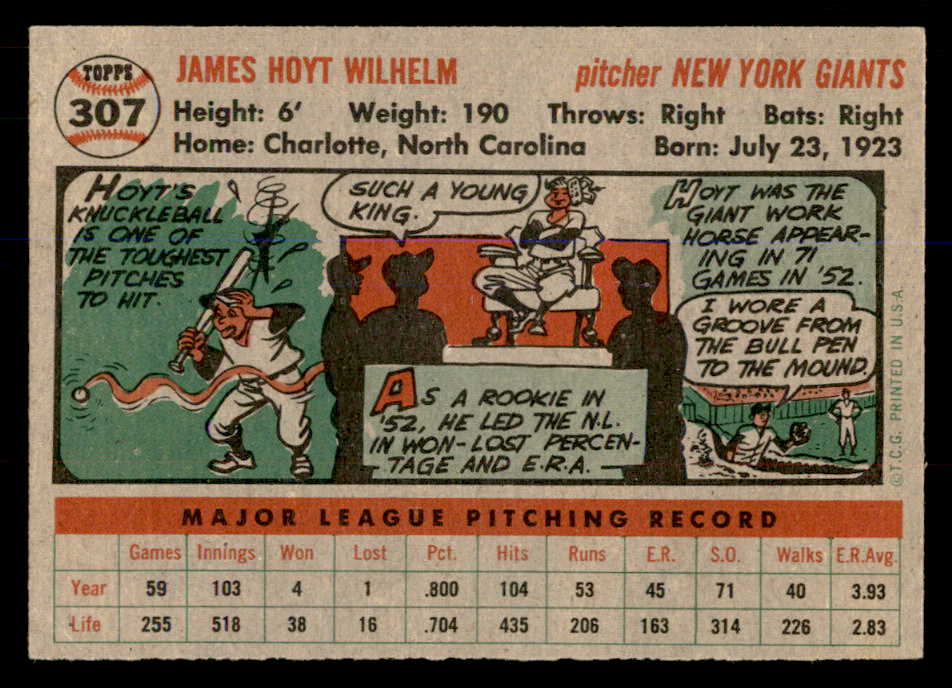 TOPPS
307
JAMES HOYT WILHELM
pitcher NEW YORK GIANTS
Height: 6' Weight: 190 Throws: Right Bats: Right
Home: Charlotte, North Carolina Born: July 23, 1923
HOYT'S
KNUCKLEBALL
IS ONE OF
THE TOUGHEST
PITCHES
TO HIT.
SUCH A YOUNG
KING.
AS A ROOKIE IN
'52, HE LED THE N.L.
IN WON-LOST PERCEN-
TAGE AND E.R.A.
HOYT WAS THE
GIANT WORK
HORSE APPEAR-
ING IN 71
GAMES IN '52.
I WORE A
GROOVE FROM
THE BULL PEN
TO THE MOUND.
©T.C.G. PRINTED IN U.S.A.
MAJOR LEAGUE PITCHING RECORD
Games Innings Won Lost Pct. Hits Runs E.R. S.O. Walks E.R.Avg.
Year 59 103 4 1 .800 104 53 45 71 40 3.93
Life 255 518 38 16 .704 435 206 163 314 226 2.83